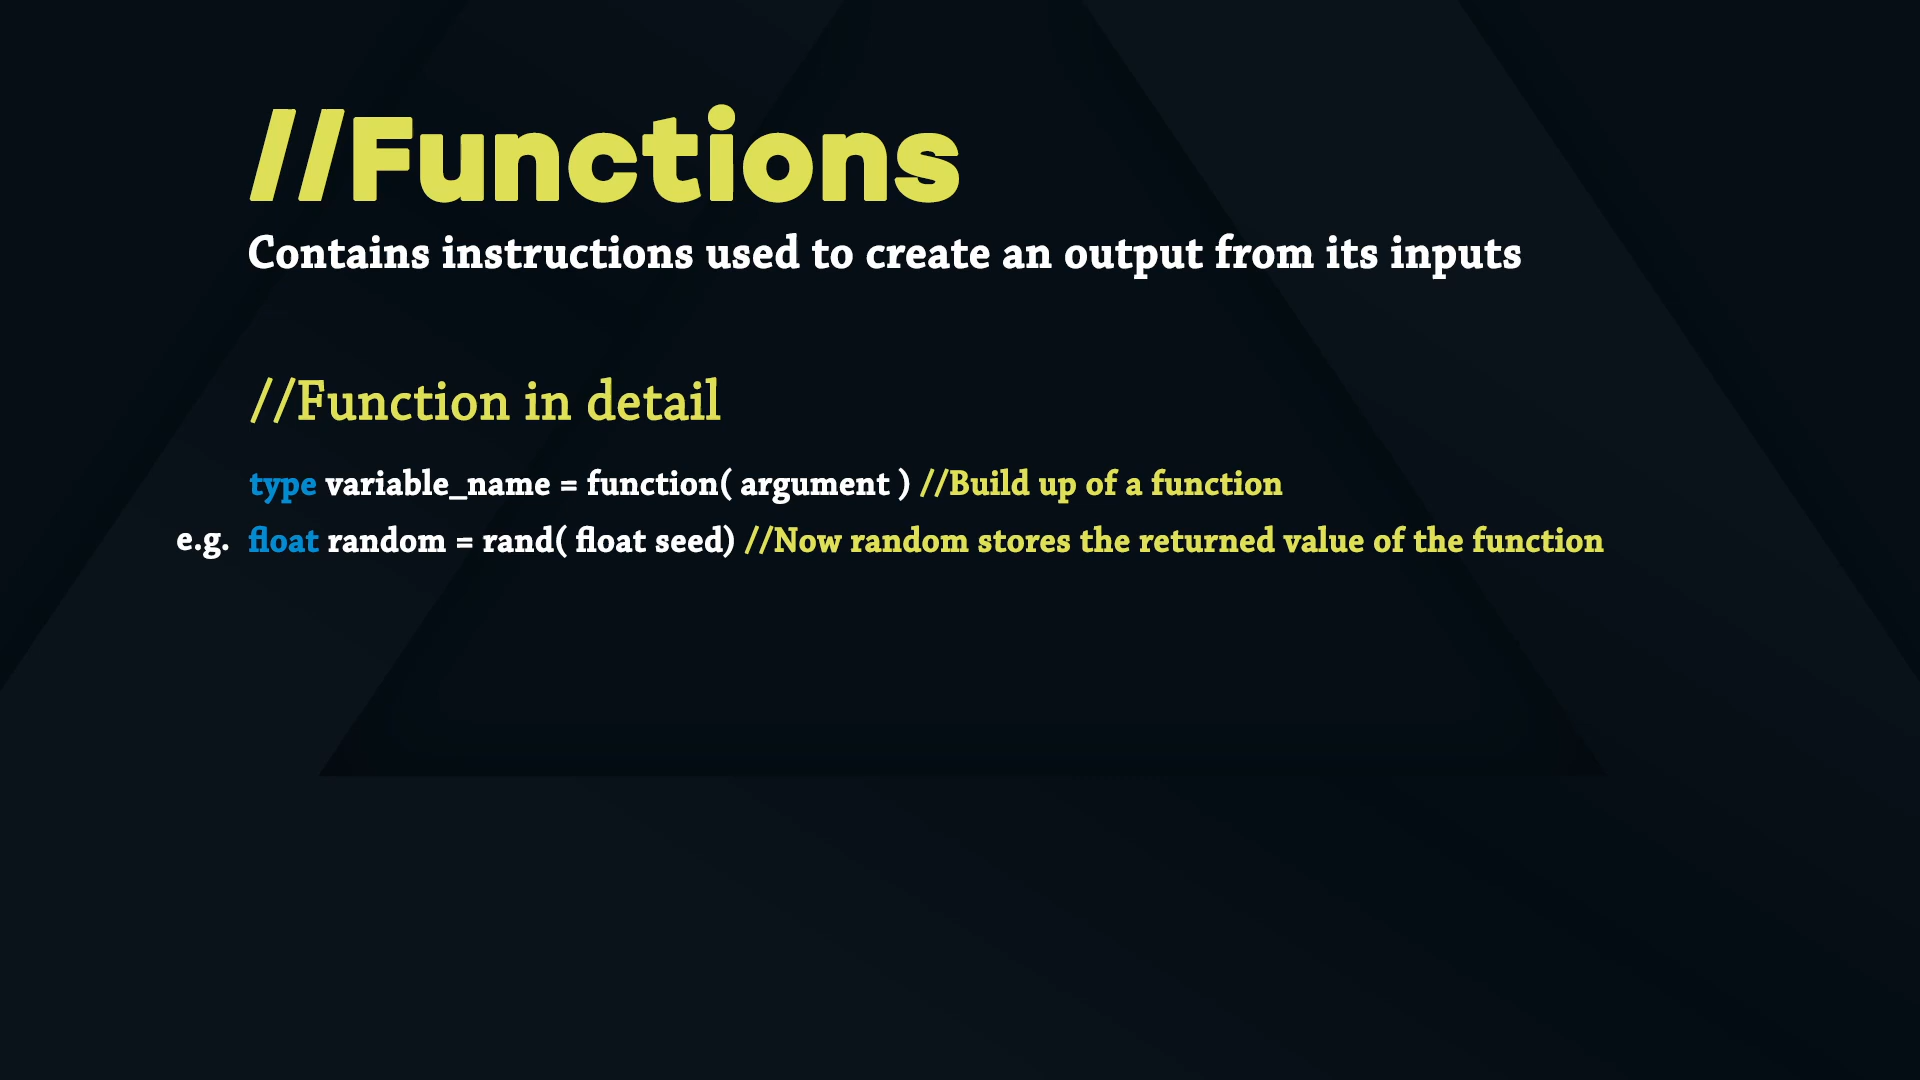 //Functions
Contains instructions used to create an output from its inputs
//Function in detail
type variable_name = function( argument ) //Build up of a function
e.g. float random = rand( float seed) //Now random stores the returned value of the function